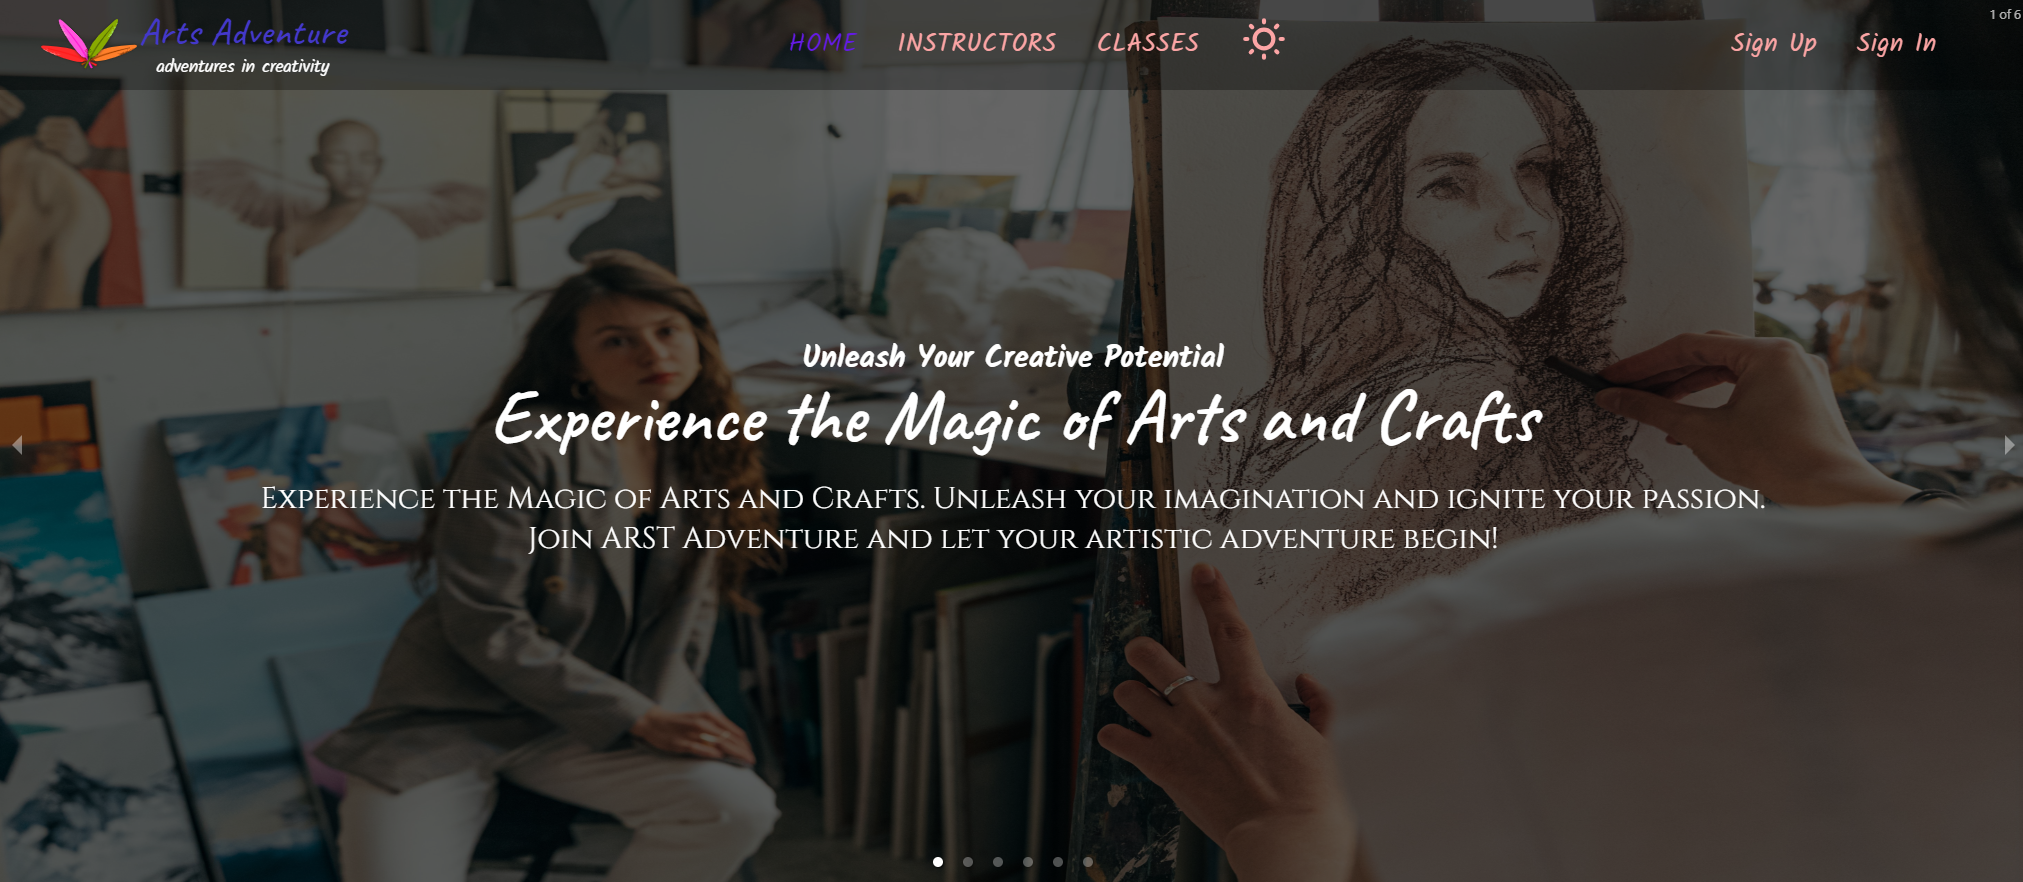 Arts Adventure
adventures in creativity
HOME
INSTRUCTORS
CLASSES
Sign Up
Sign In
1 of 6
Unleash Your Creative Potential
Experience the Magic of Arts and Crafts
Experience the Magic of Arts and Crafts. Unleash your imagination and ignite your passion.
Join ARST Adventure and let your artistic adventure begin!